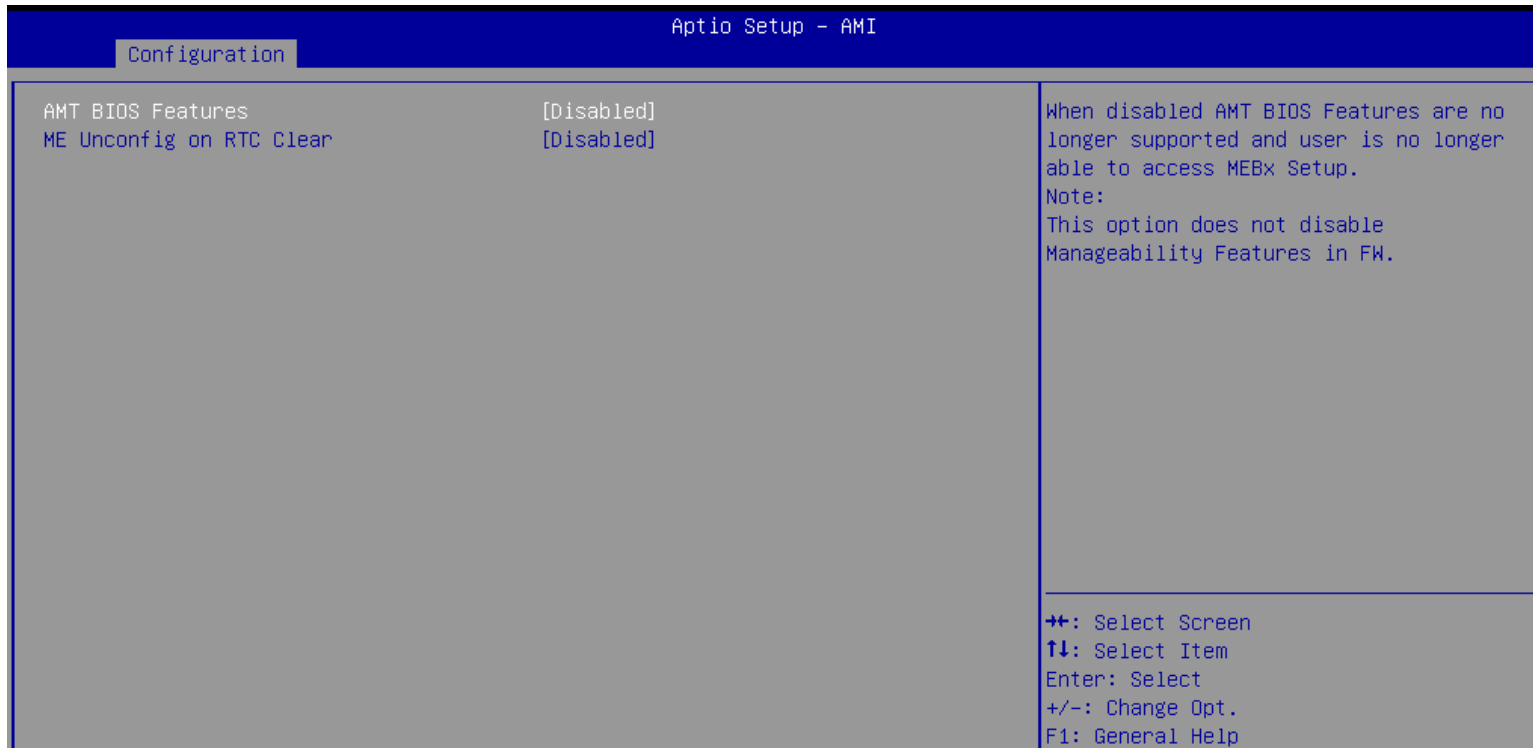 Aptio Setup – AMI
Configuration
AMT BIOS Features [Disabled]
ME Unconfig on RTC Clear [Disabled]
When disabled AMT BIOS Features are no
longer supported and user is no longer
able to access MEBx Setup.
Note:
This option does not disable
Manageability Features in FW.
→←: Select Screen
↑↓: Select Item
Enter: Select
+/-: Change Opt.
F1: General Help